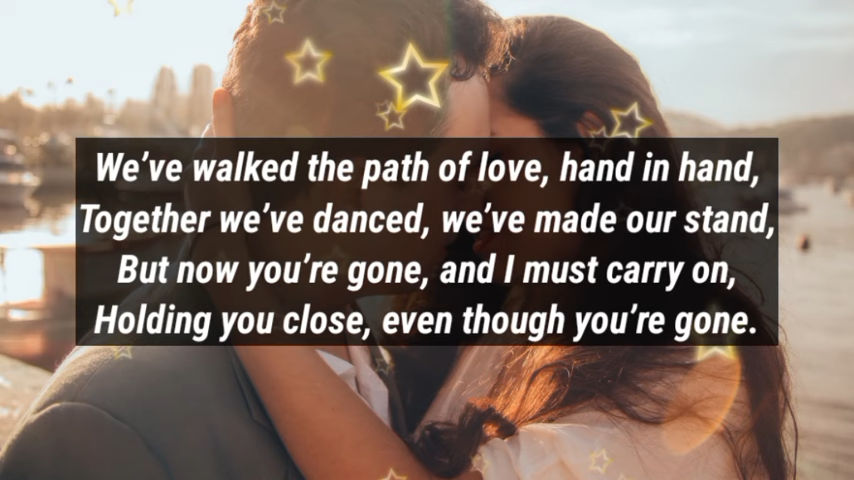 We’ve walked the path of love, hand in hand,
Together we’ve danced, we’ve made our stand,
But now you’re gone, and I must carry on,
Holding you close, even though you’re gone.